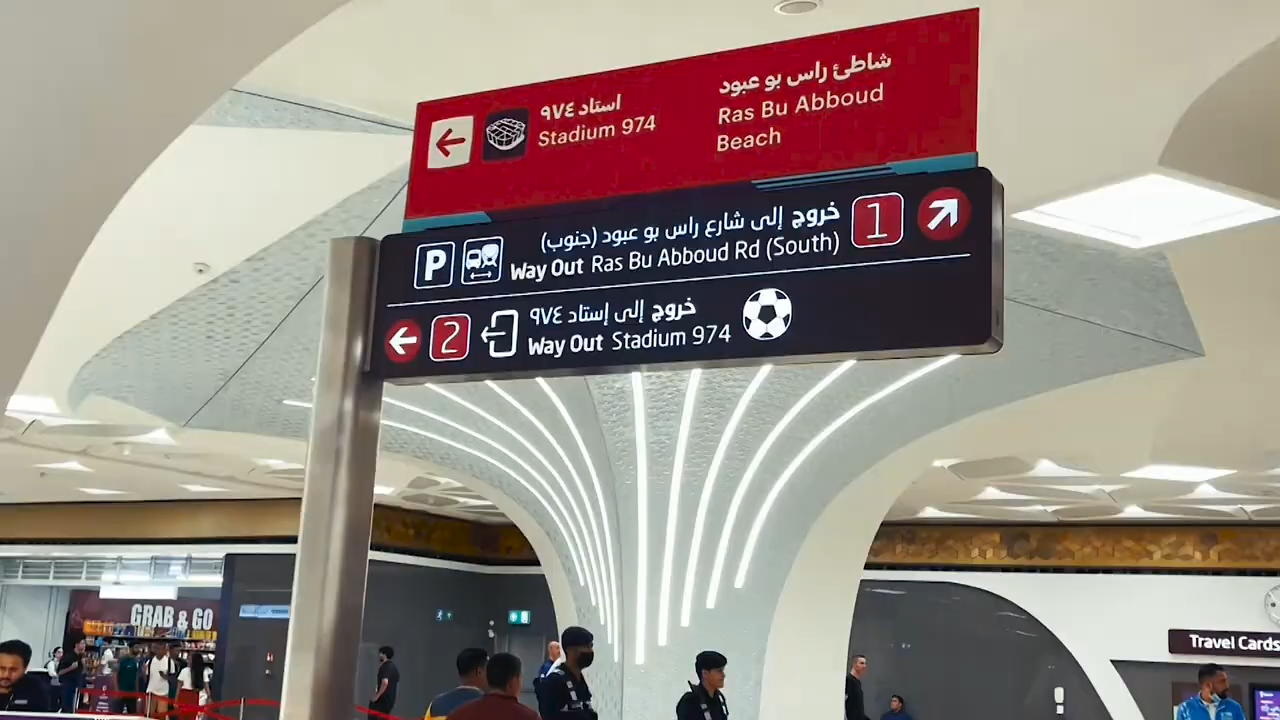 استاد ٩٧٤
Stadium 974
شاطئ راس بو عبود
Ras Bu Abboud
Beach
P
خروج إلى شارع راس بو عبود (جنوب)
Way Out Ras Bu Abboud Rd (South)
1
2
خروج إلى إستاد ٩٧٤
Way Out Stadium 974
GRAB & GO
Travel Cards